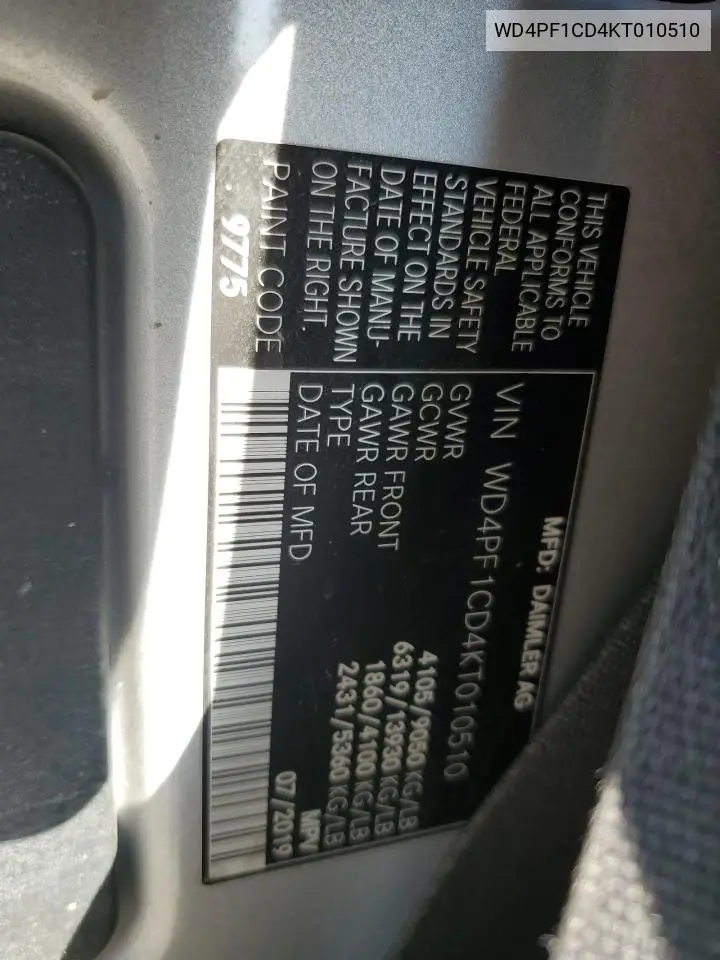 WD4PF1CD4KT010510
MFD: DAIMLER AG
VIN WD4PF1CD4KT010510
GVWR 4105/9050 KG/LB
GCWR 6319/13930 KG/LB
GAWR FRONT 1860/4100 KG/LB
GAWR REAR 2431/5360 KG/LB
TYPE MPV
DATE OF MFD 07/2019
THIS VEHICLE
CONFORMS TO
ALL APPLICABLE
FEDERAL
VEHICLE SAFETY
STANDARDS IN
EFFECT ON THE
DATE OF MANU-
FACTURE SHOWN
ON THE RIGHT.
PAINT CODE
9775